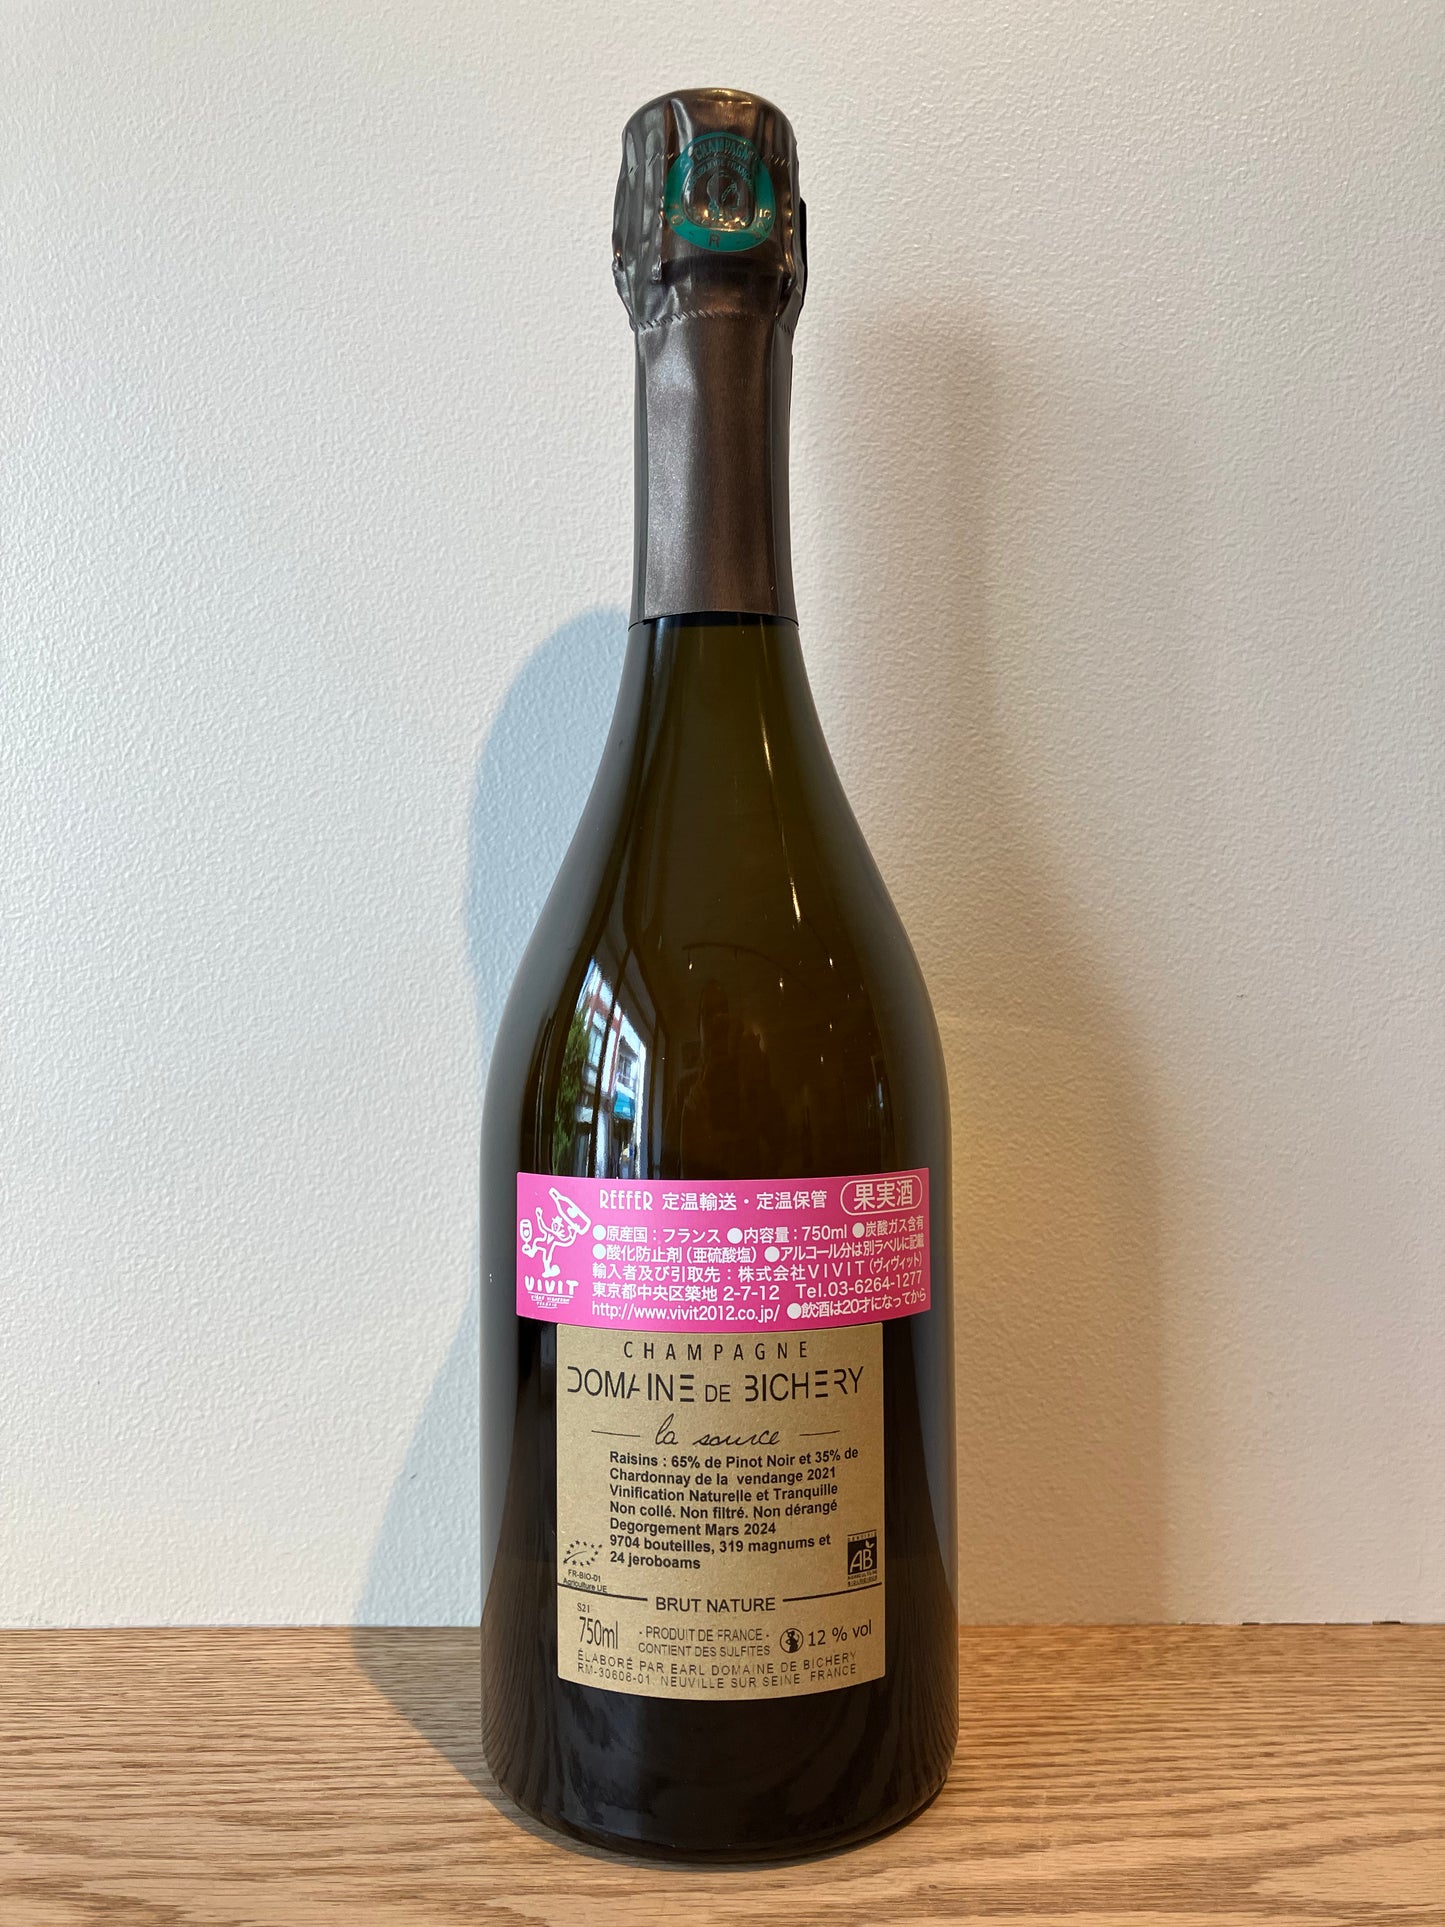 CHAMPAGNE
R
REEFER 定温輸送・定温保管 果実酒
●原産国：フランス ●内容量：750ml ●炭酸ガス含有
●酸化防止剤（亜硫酸塩） ●アルコール分は別ラベルに記載
輸入者及び引取先：株式会社VIVIT（ヴィヴィット）
東京都中央区築地 2-7-12 Tel.03-6264-1277
http://www.vivit2012.co.jp/ ●飲酒は20才になってから
VIVIT
CHAMPAGNE
DOMAINE DE BICHERY
la source
Raisins : 65% de Pinot Noir et 35% de
Chardonnay de la vendange 2021
Vinification Naturelle et Tranquille
Non collé. Non filtré. Non dérangé
Degorgement Mars 2024
9704 bouteilles, 319 magnums et
24 jeroboams
FR-BIO-01
Agriculture UE
AB
BRUT NATURE
S21
750ml
- PRODUIT DE FRANCE -
CONTIENT DES SULFITES
12 % vol
ÉLABORÉ PAR EARL DOMAINE DE BICHERY
RM-30608-01. NEUVILLE SUR SEINE. FRANCE